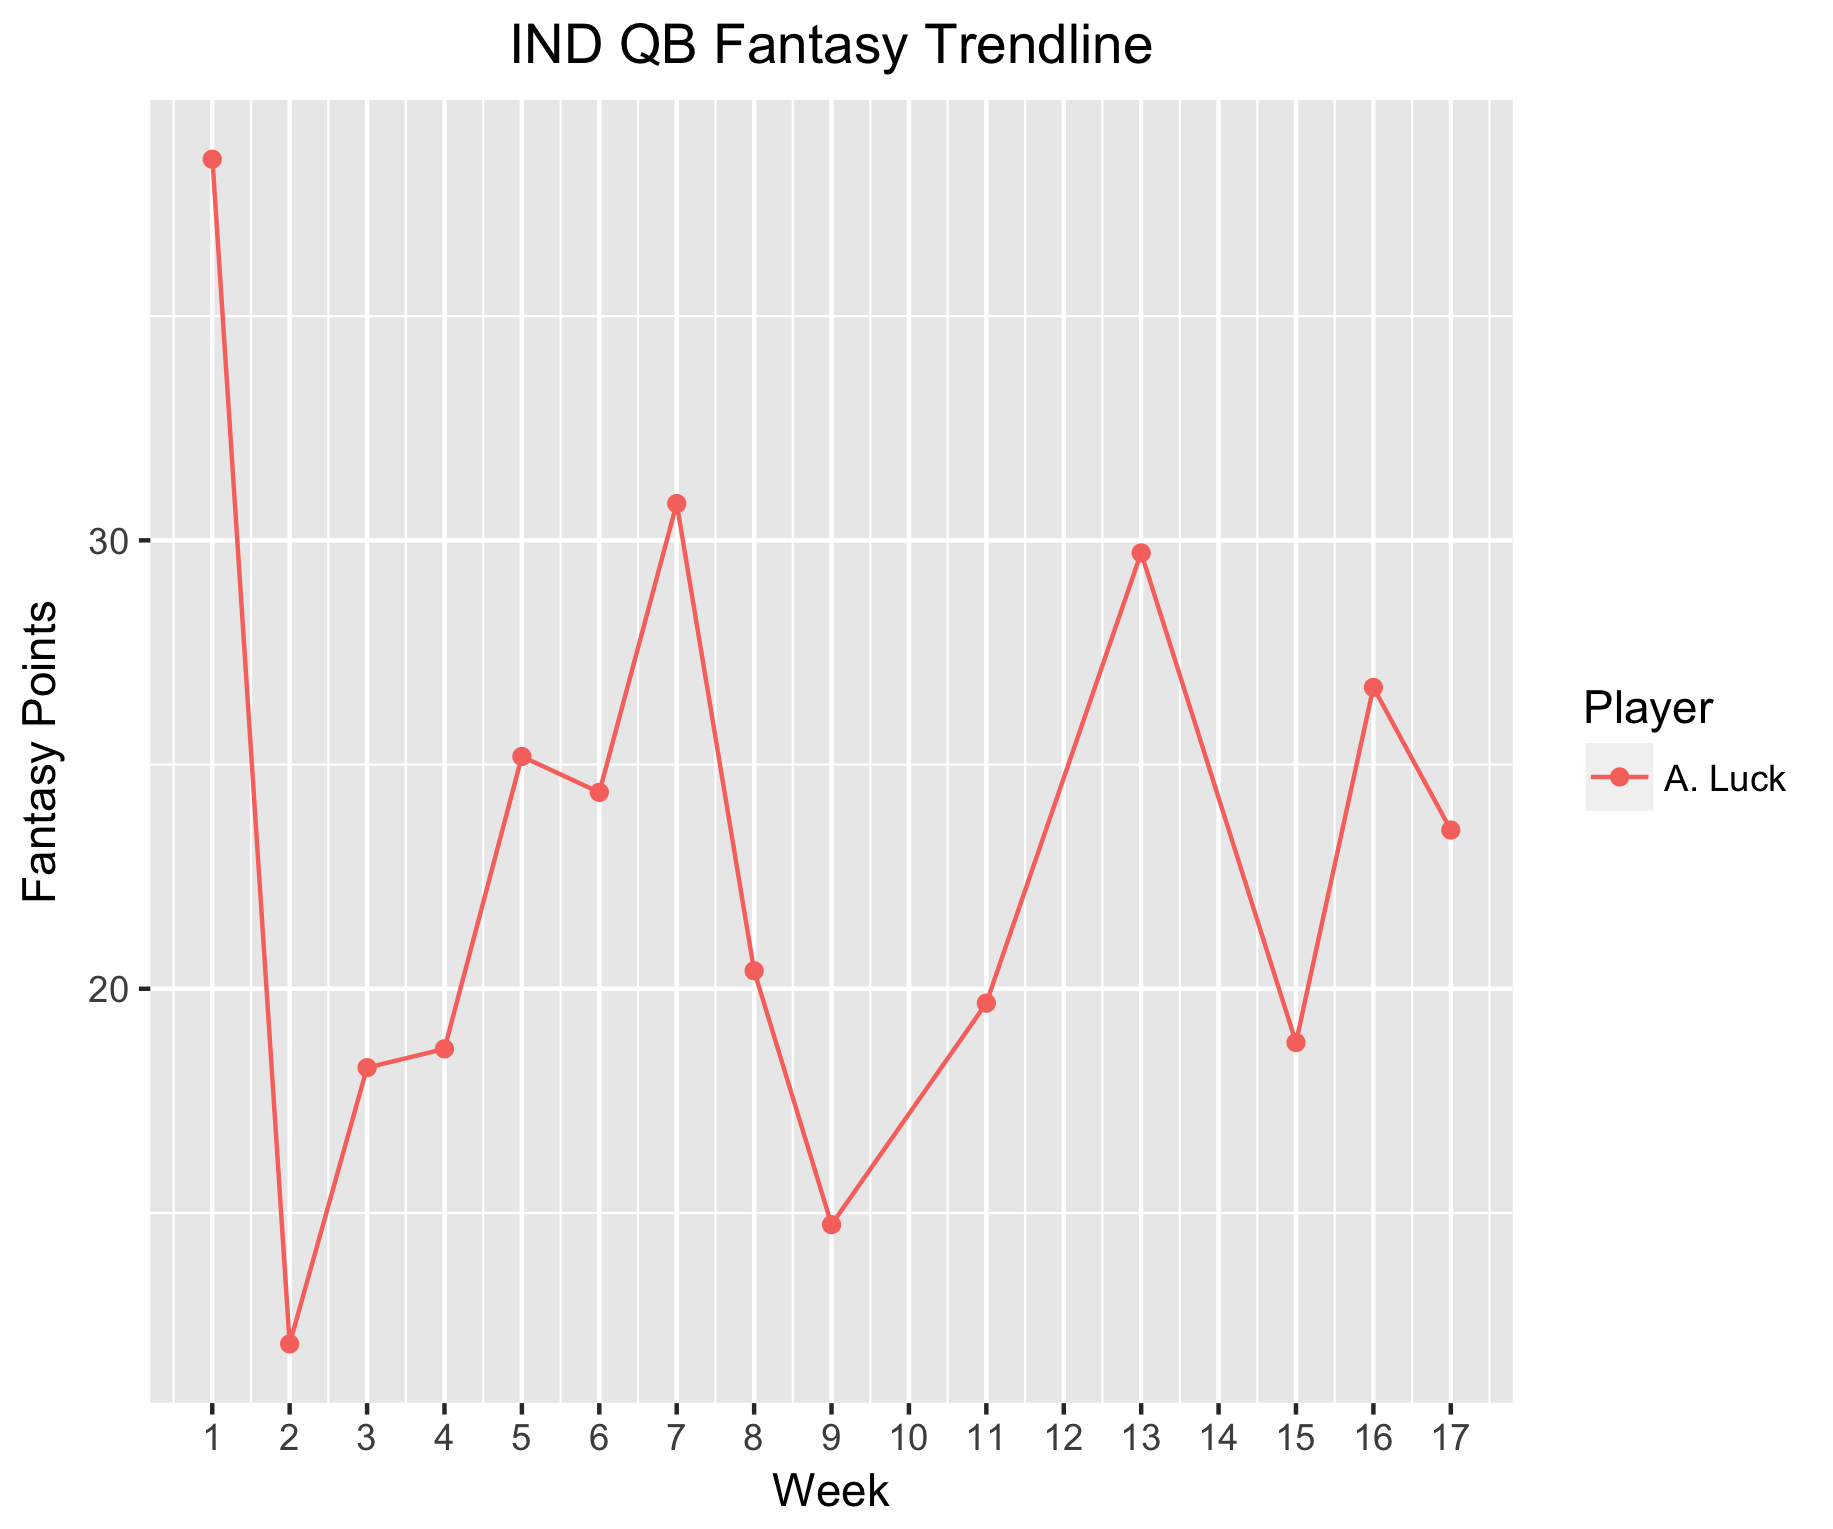 IND QB Fantasy Trendline
Fantasy Points
30
20
1 2 3 4 5 6 7 8 9 10 11 12 13 14 15 16 17
Week
Player
A. Luck